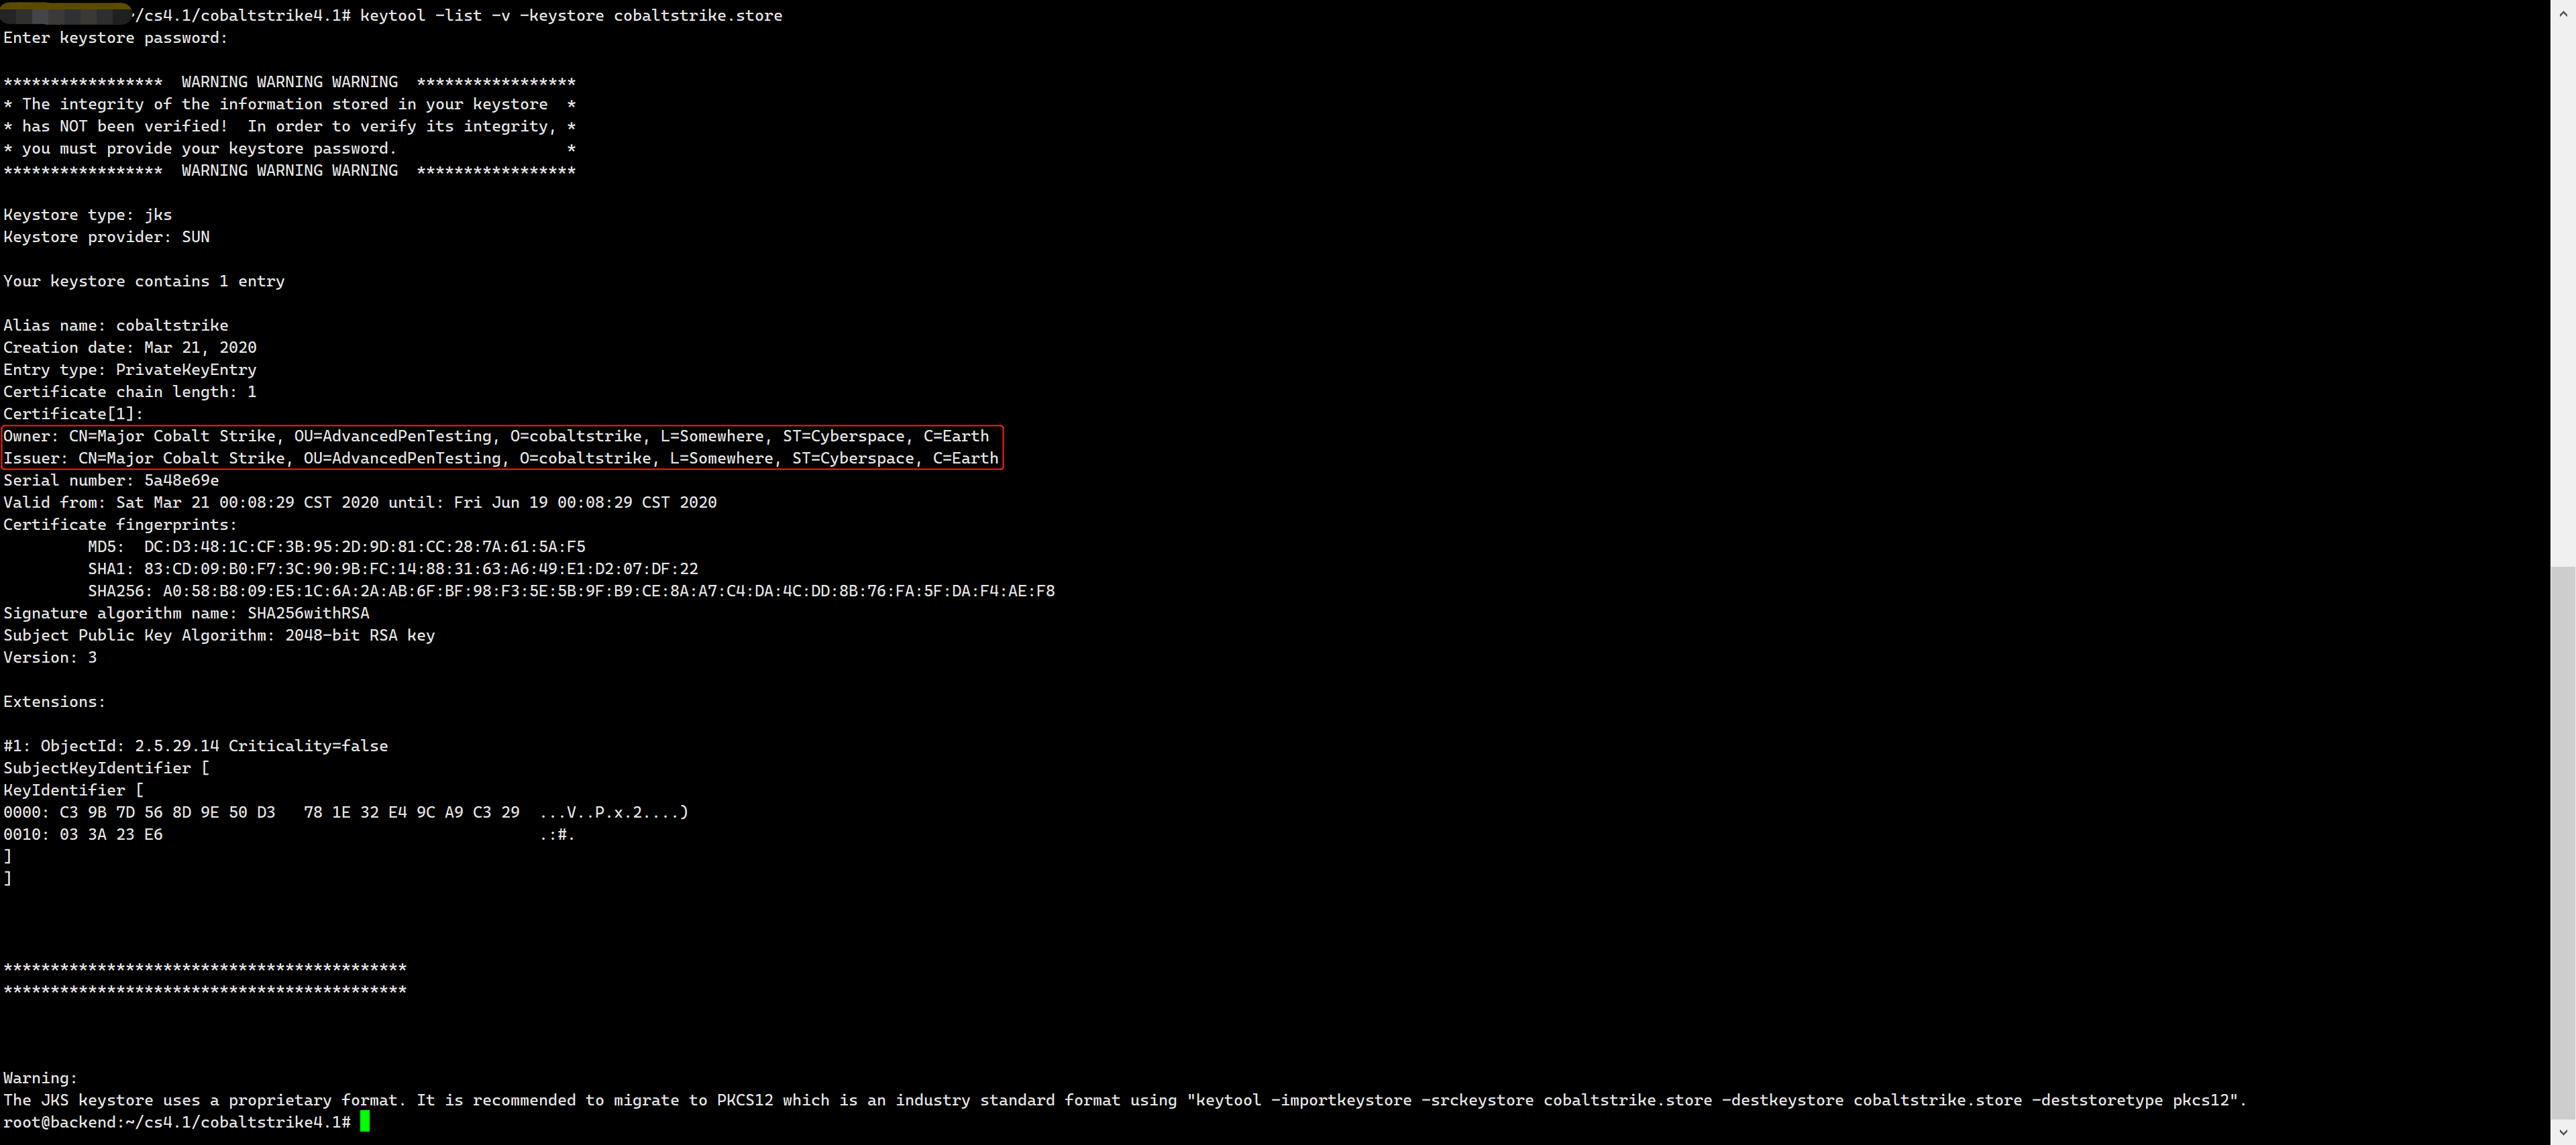 /cs4.1/cobaltstrike4.1# keytool -list -v -keystore cobaltstrike.store
Enter keystore password:
***************** WARNING WARNING WARNING *****************
* The integrity of the information stored in your keystore *
* has NOT been verified! In order to verify its integrity, *
* you must provide your keystore password. *
***************** WARNING WARNING WARNING *****************
Keystore type: jks
Keystore provider: SUN
Your keystore contains 1 entry
Alias name: cobaltstrike
Creation date: Mar 21, 2020
Entry type: PrivateKeyEntry
Certificate chain length: 1
Certificate[1]:
Owner: CN=Major Cobalt Strike, OU=AdvancedPenTesting, O=cobaltstrike, L=Somewhere, ST=Cyberspace, C=Earth
Issuer: CN=Major Cobalt Strike, OU=AdvancedPenTesting, O=cobaltstrike, L=Somewhere, ST=Cyberspace, C=Earth
Serial number: 5a48e69e
Valid from: Sat Mar 21 00:08:29 CST 2020 until: Fri Jun 19 00:08:29 CST 2020
Certificate fingerprints:
MD5: DC:D3:48:1C:CF:3B:95:2D:9D:81:CC:28:7A:61:5A:F5
SHA1: 83:CD:09:B0:F7:3C:90:9B:FC:14:88:31:63:A6:49:E1:D2:07:DF:22
SHA256: A0:58:B8:09:E5:1C:6A:2A:AB:6F:BF:98:F3:5E:5B:9F:B9:CE:8A:A7:C4:DA:4C:DD:8B:76:FA:5F:DA:F4:AE:F8
Signature algorithm name: SHA256withRSA
Subject Public Key Algorithm: 2048-bit RSA key
Version: 3
Extensions:
#1: ObjectId: 2.5.29.14 Criticality=false
SubjectKeyIdentifier [
KeyIdentifier [
0000: C3 9B 7D 56 8D 9E 50 D3 78 1E 32 E4 9C A9 C3 29 ...V..P.x.2....)
0010: 03 3A 23 E6 .:#.
]
]
*******************************************
*******************************************
Warning:
The JKS keystore uses a proprietary format. It is recommended to migrate to PKCS12 which is an industry standard format using "keytool -importkeystore -srckeystore cobaltstrike.store -destkeystore cobaltstrike.store -deststoretype pkcs12".
root@backend:~/cs4.1/cobaltstrike4.1#